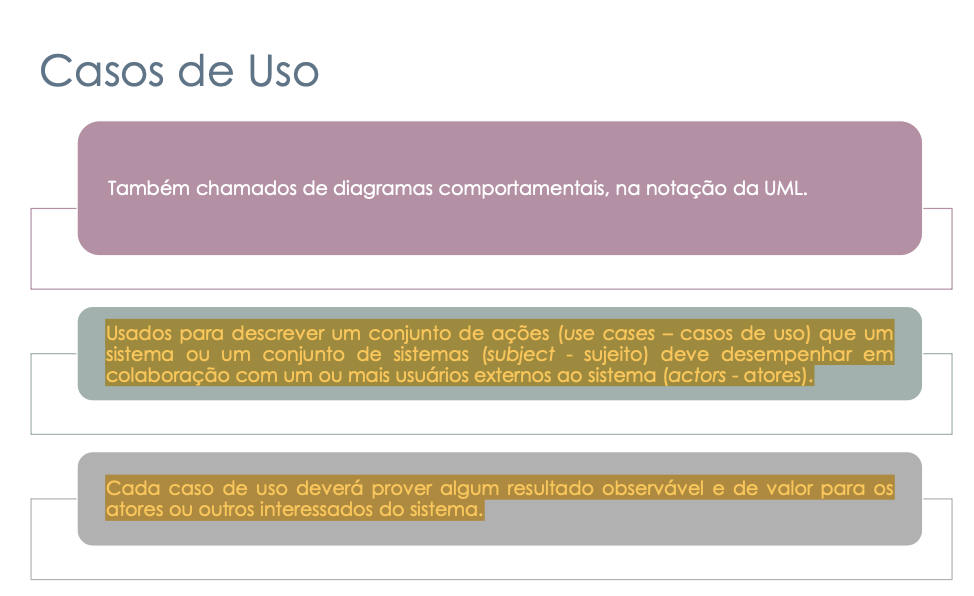 Casos de Uso
Também chamados de diagramas comportamentais, na notação da UML.
Usados para descrever um conjunto de ações (use cases – casos de uso) que um
sistema ou um conjunto de sistemas (subject - sujeito) deve desempenhar em
colaboração com um ou mais usuários externos ao sistema (actors - atores).
Cada caso de uso deverá prover algum resultado observável e de valor para os
atores ou outros interessados do sistema.